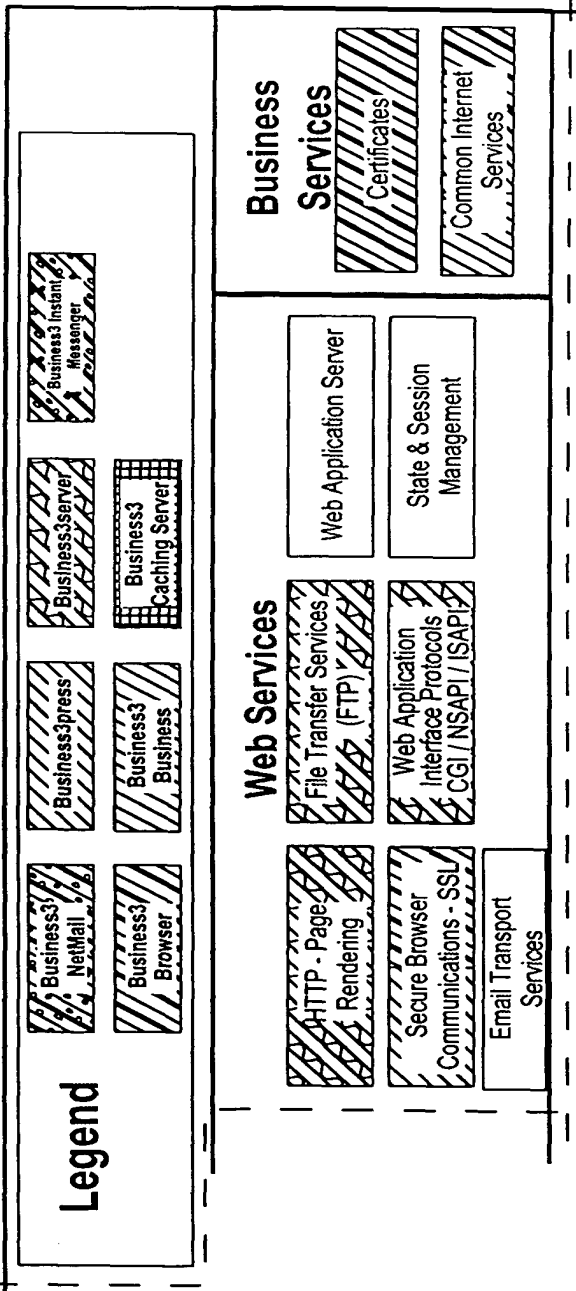 Legend
Business3
NetMail
Business3press
Business3server
Business3 Instant
Messenger
Business3
Browser
Business3
Business
Business3
Caching Server
Web Services
HTTP - Page
Rendering
File Transfer Services
(FTP)
Web Application Server
Secure Browser
Communications - SSL
Web Application
Interface Protocols
CGI / NSAPI / ISAPI
State & Session
Management
Email Transport
Services
Business
Services
Certificates
Common Internet
Services